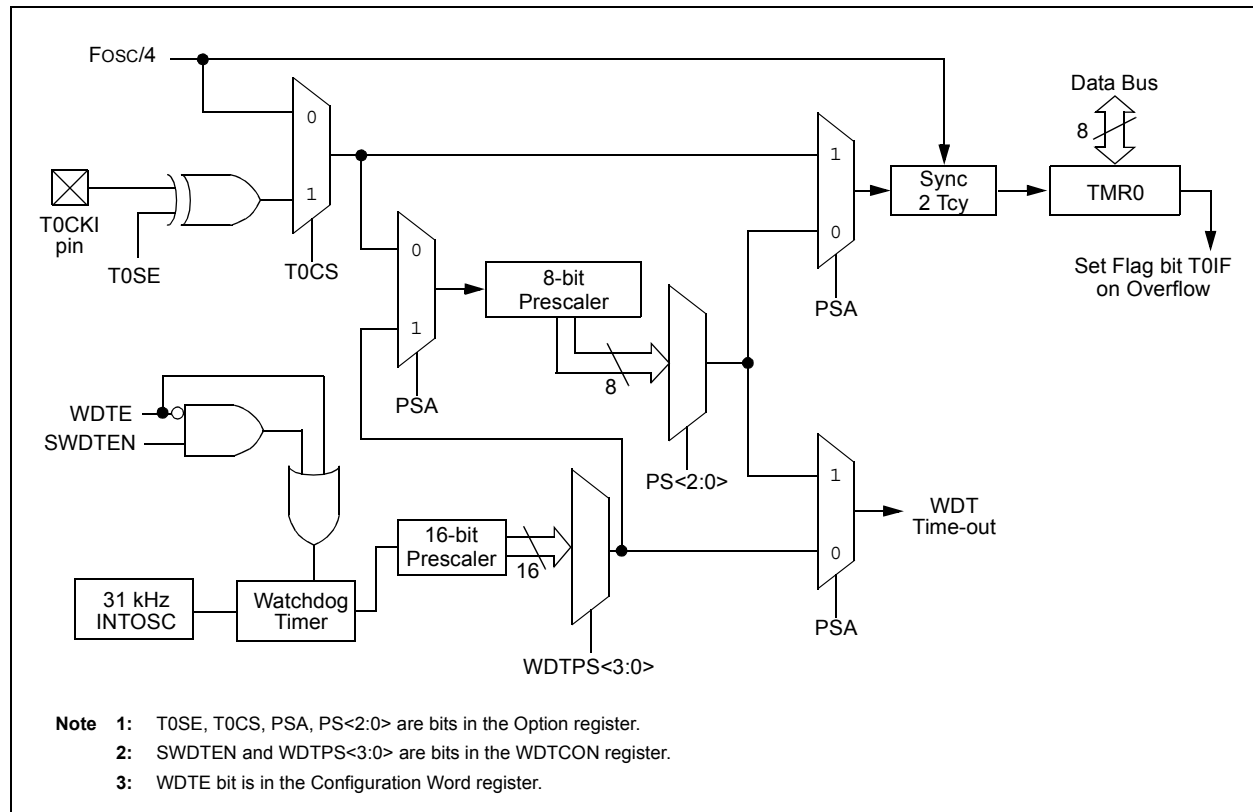 FOSC/4
Data Bus
8
0
1
T0CKI
pin
T0SE
T0CS
1
0
PSA
Sync
2 TCY
TMR0
Set Flag bit T0IF
on Overflow
0
1
PSA
8-bit
Prescaler
8
PS<2:0>
WDTE
SWDTEN
1
0
PSA
WDT
Time-out
16-bit
Prescaler
16
31 kHz
INTOSC
Watchdog
Timer
WDTPS<3:0>
Note 1: T0SE, T0CS, PSA, PS<2:0> are bits in the Option register.
2: SWDTEN and WDTPS<3:0> are bits in the WDTCON register.
3: WDTE bit is in the Configuration Word register.